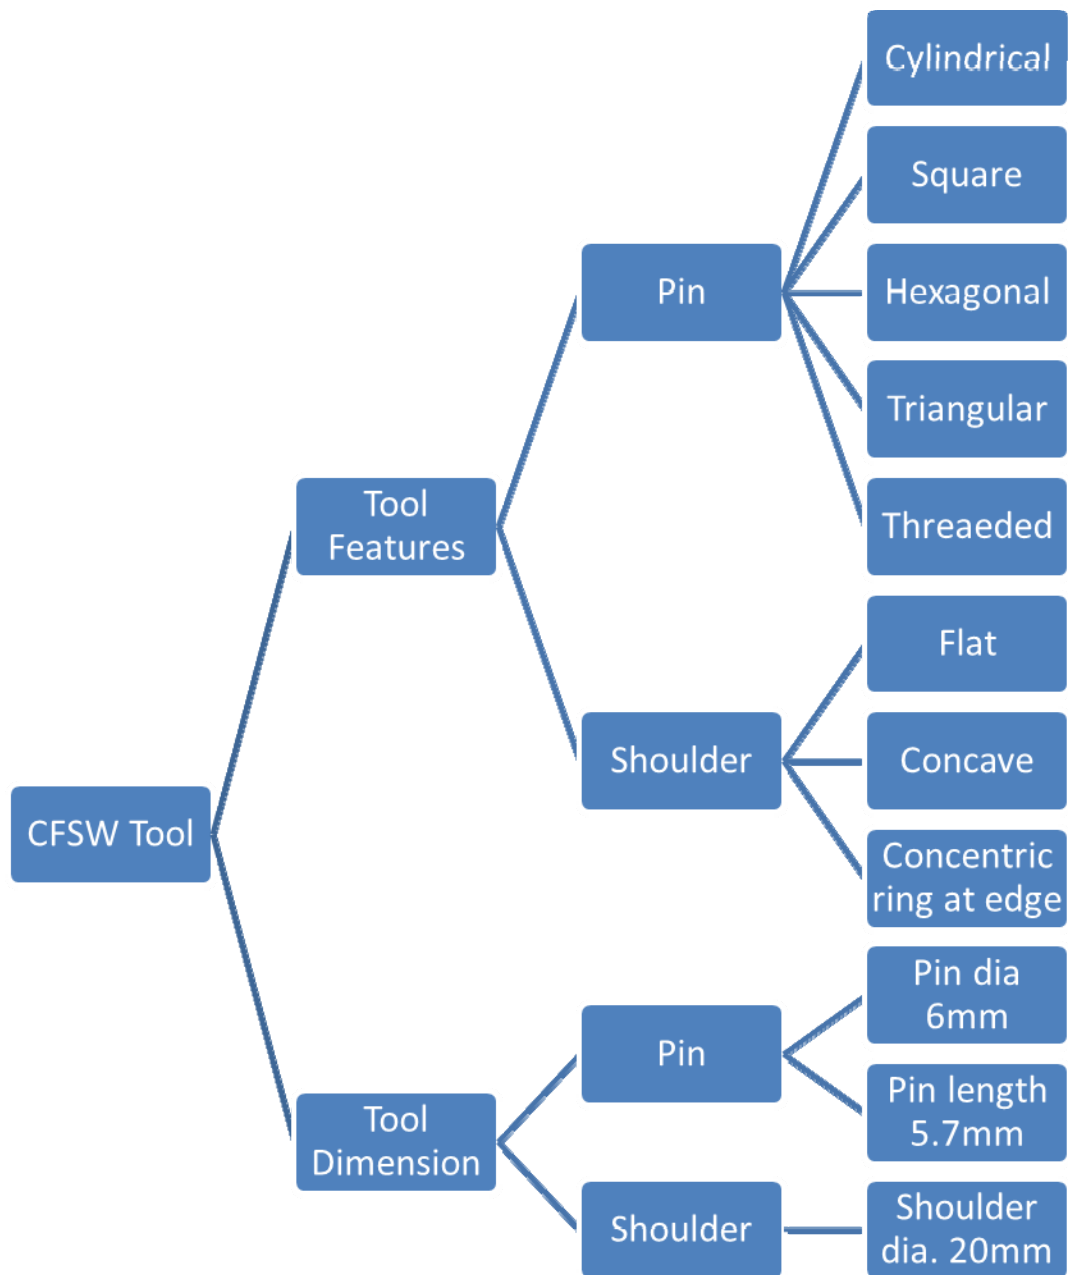 Cylindrical
Square
Pin
Hexagonal
Triangular
Tool
Features
Threaeded
Flat
Shoulder
Concave
CFSW Tool
Concentric
ring at edge
Pin dia
6mm
Pin
Pin length
5.7mm
Tool
Dimension
Shoulder
Shoulder
dia. 20mm